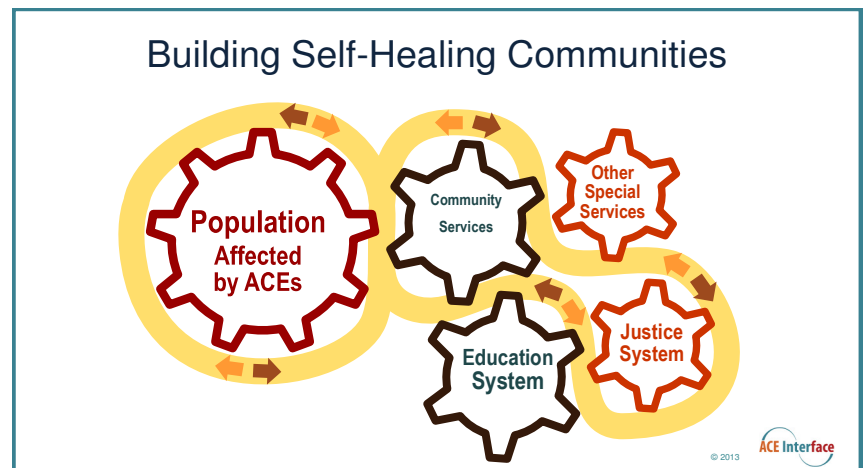 Building Self-Healing Communities
Population
Affected
by ACEs
Community
Services
Other
Special
Services
Education
System
Justice
System
© 2013
ACE Interface